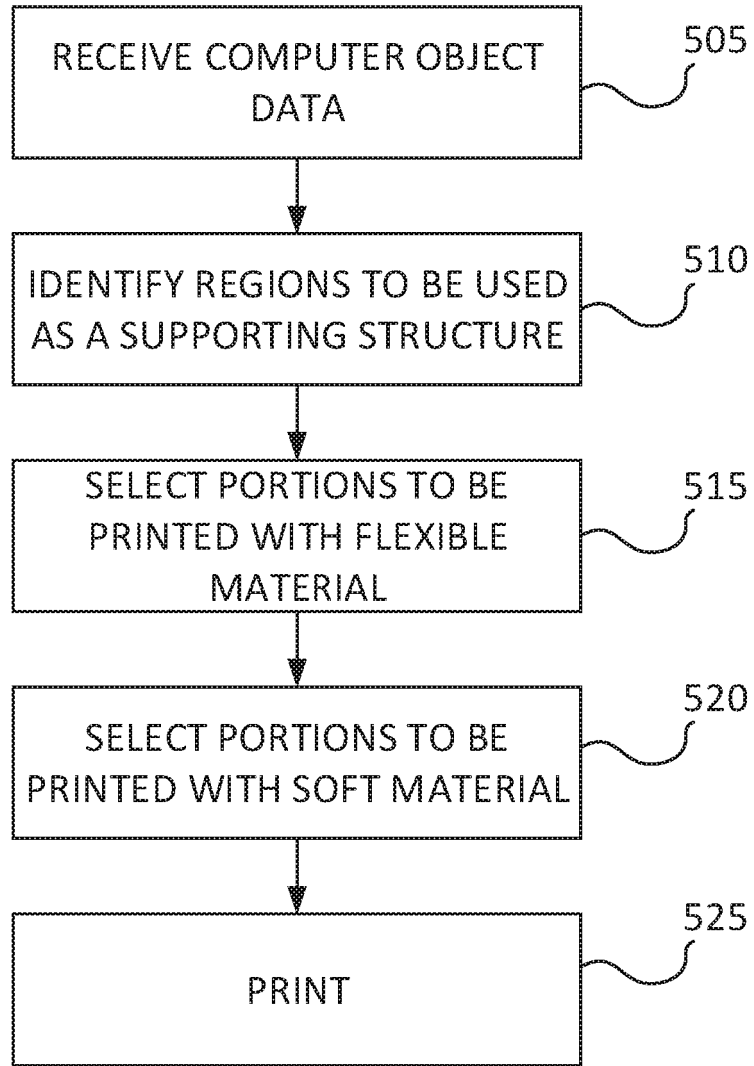 RECEIVE COMPUTER OBJECT
DATA
505
IDENTIFY REGIONS TO BE USED
AS A SUPPORTING STRUCTURE
510
SELECT PORTIONS TO BE
PRINTED WITH FLEXIBLE
MATERIAL
515
SELECT PORTIONS TO BE
PRINTED WITH SOFT MATERIAL
520
PRINT
525